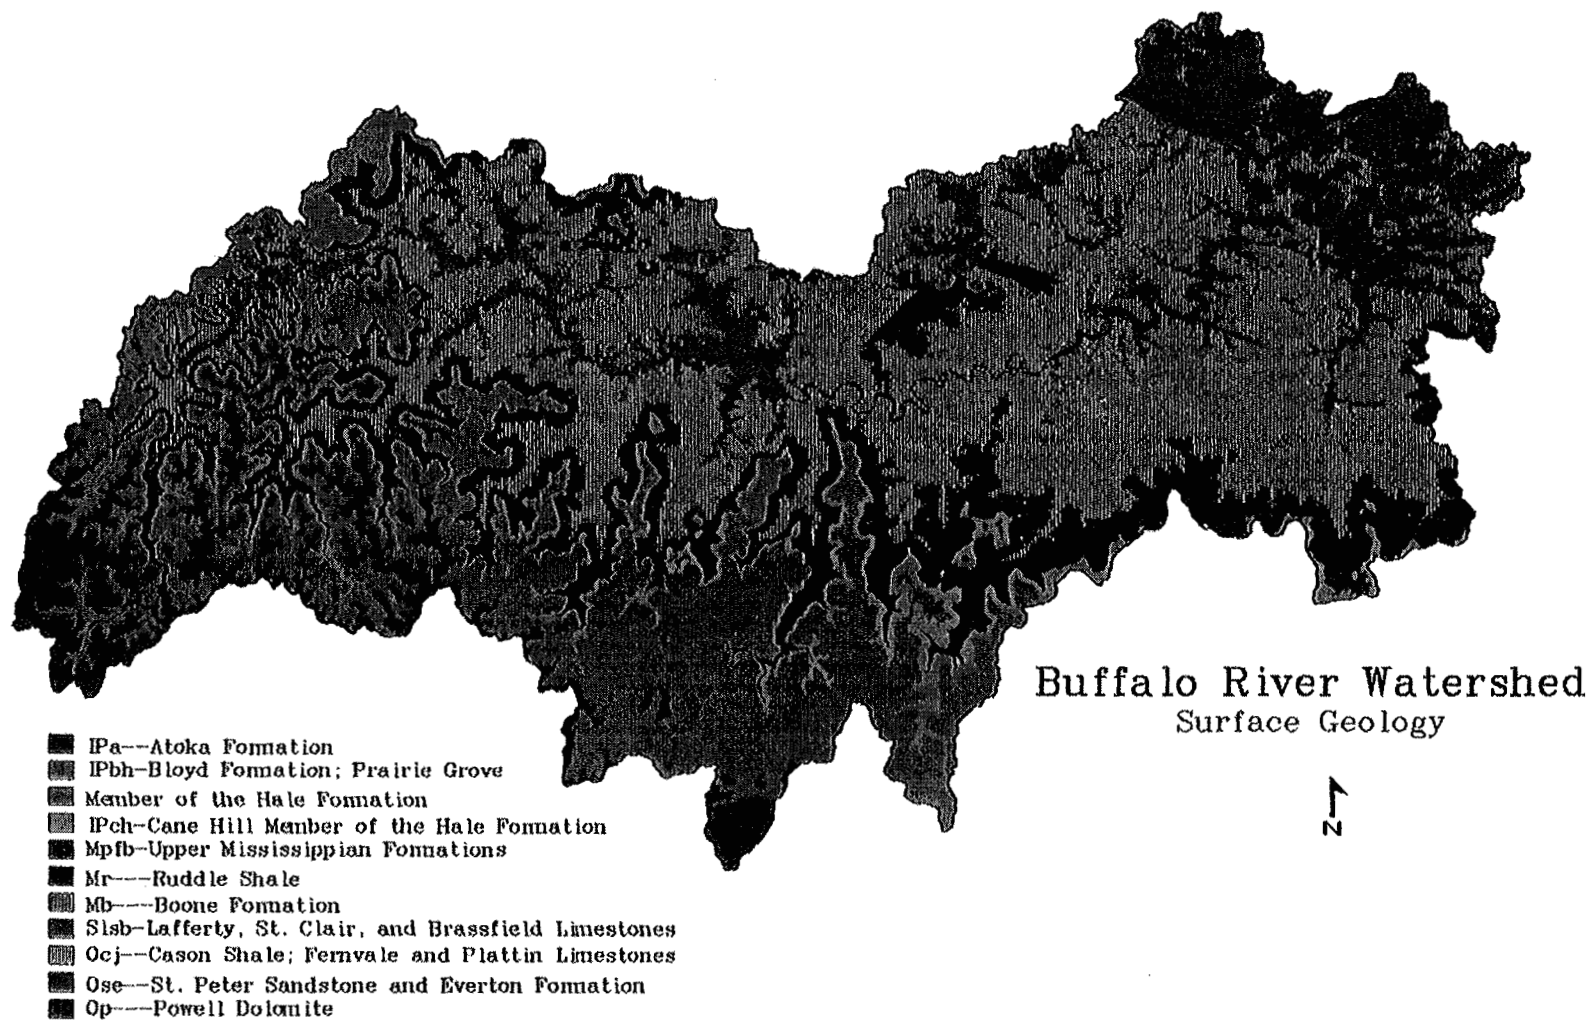 Buffalo River Watershed
Surface Geology
N
IPa--Atoka Formation
IPbh-Bloyd Formation; Prairie Grove
Member of the Hale Formation
IPch-Cane Hill Member of the Hale Formation
Mpfb-Upper Mississippian Formations
Mr---Ruddle Shale
Mb---Boone Formation
Slsb-Lafferty, St. Clair, and Brassfield Limestones
Ocj--Cason Shale; Fernvale and Plattin Limestones
Ose--St. Peter Sandstone and Everton Formation
Op---Powell Dolomite